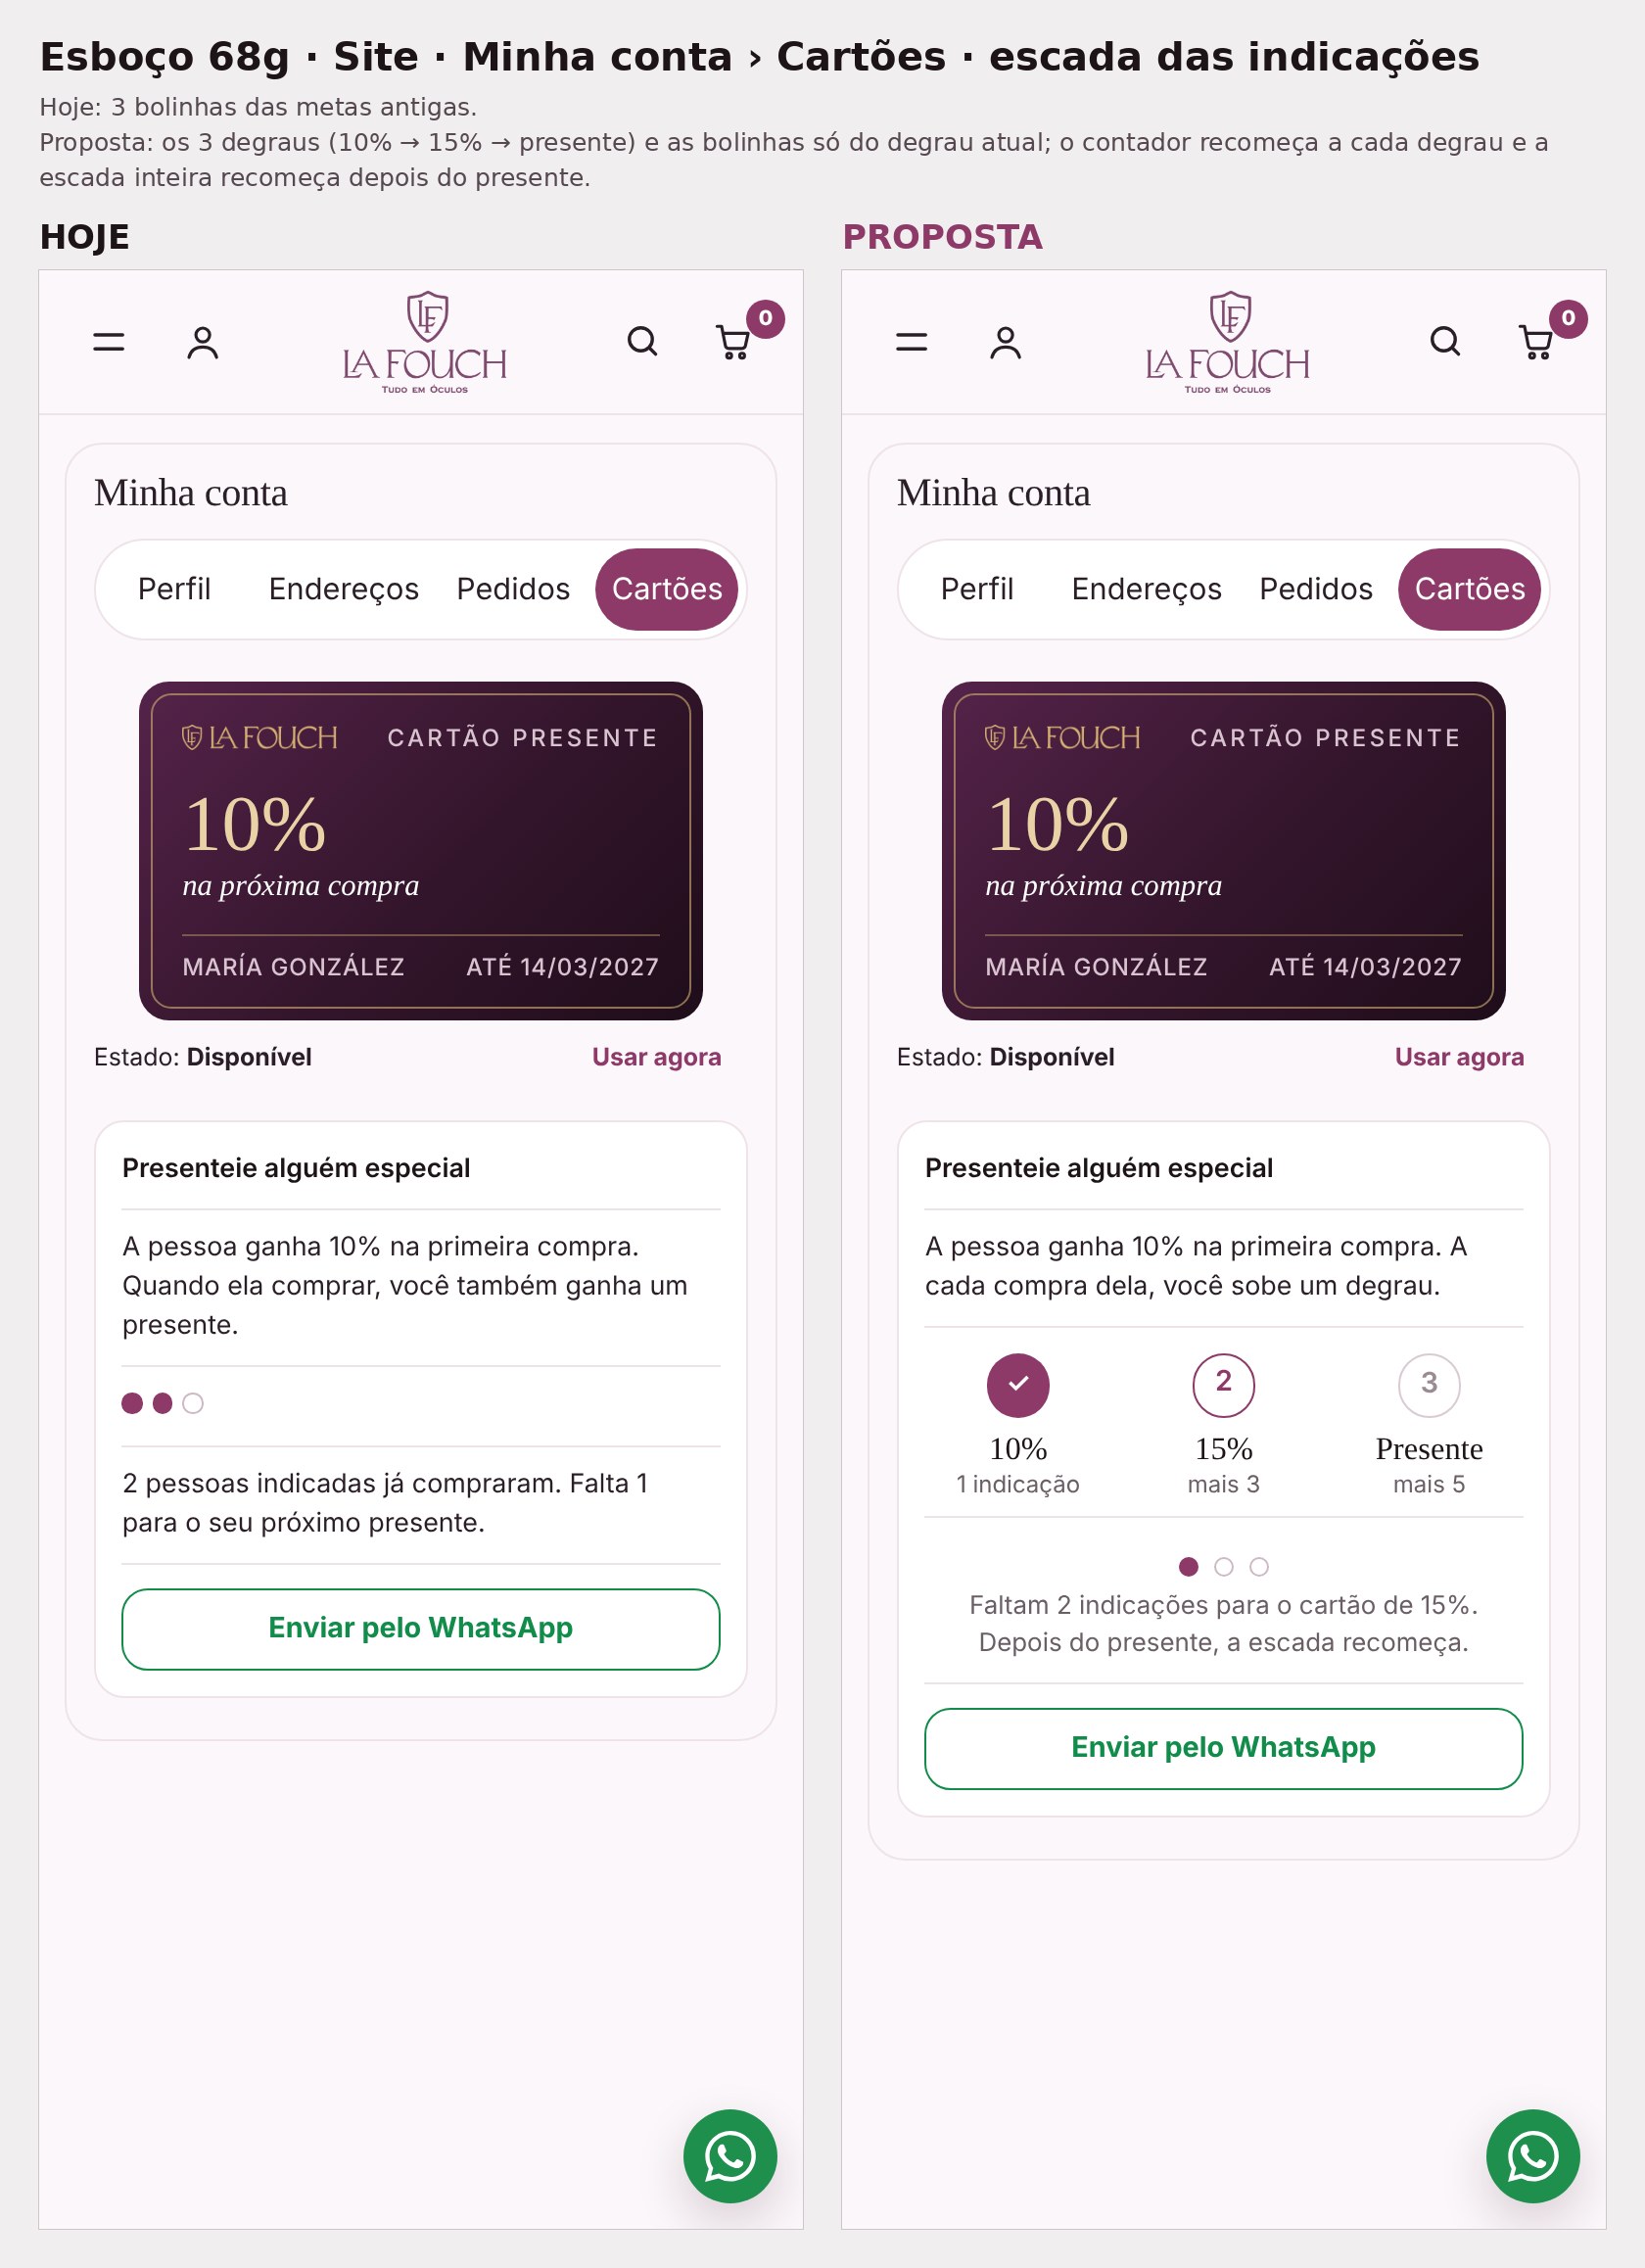 Esboço 68g · Site · Minha conta › Cartões · escada das indicações
Hoje: 3 bolinhas das metas antigas.
Proposta: os 3 degraus (10% → 15% → presente) e as bolinhas só do degrau atual; o contador recomeça a cada degrau e a
escada inteira recomeça depois do presente.
HOJE
LF
LA FOUCH
Tudo em Óculos
0
Minha conta
Perfil Endereços Pedidos Cartões
LF LA FOUCH CARTÃO PRESENTE
10%
na próxima compra
MARÍA GONZÁLEZ ATÉ 14/03/2027
Estado: Disponível Usar agora
Presenteie alguém especial
A pessoa ganha 10% na primeira compra.
Quando ela comprar, você também ganha um
presente.
2 pessoas indicadas já compraram. Falta 1
para o seu próximo presente.
Enviar pelo WhatsApp
PROPOSTA
LF
LA FOUCH
Tudo em Óculos
0
Minha conta
Perfil Endereços Pedidos Cartões
LF LA FOUCH CARTÃO PRESENTE
10%
na próxima compra
MARÍA GONZÁLEZ ATÉ 14/03/2027
Estado: Disponível Usar agora
Presenteie alguém especial
A pessoa ganha 10% na primeira compra. A
cada compra dela, você sobe um degrau.
2 3
10% 15% Presente
1 indicação mais 3 mais 5
Faltam 2 indicações para o cartão de 15%.
Depois do presente, a escada recomeça.
Enviar pelo WhatsApp